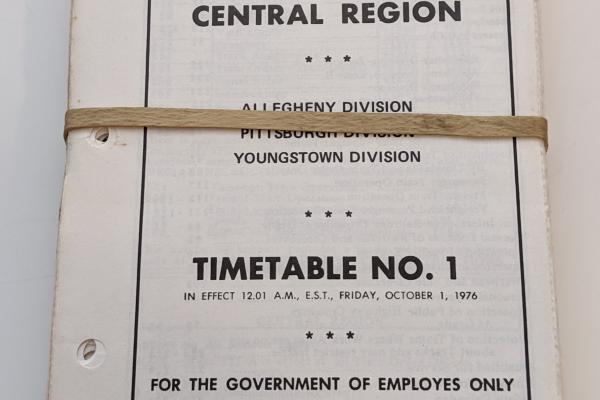 CENTRAL REGION
* * *
ALLEGHENY DIVISION
PITTSBURGH DIVISION
YOUNGSTOWN DIVISION
* * *
TIMETABLE NO. 1
IN EFFECT 12.01 A.M., E.S.T., FRIDAY, OCTOBER 1, 1976
* * *
FOR THE GOVERNMENT OF EMPLOYES ONLY